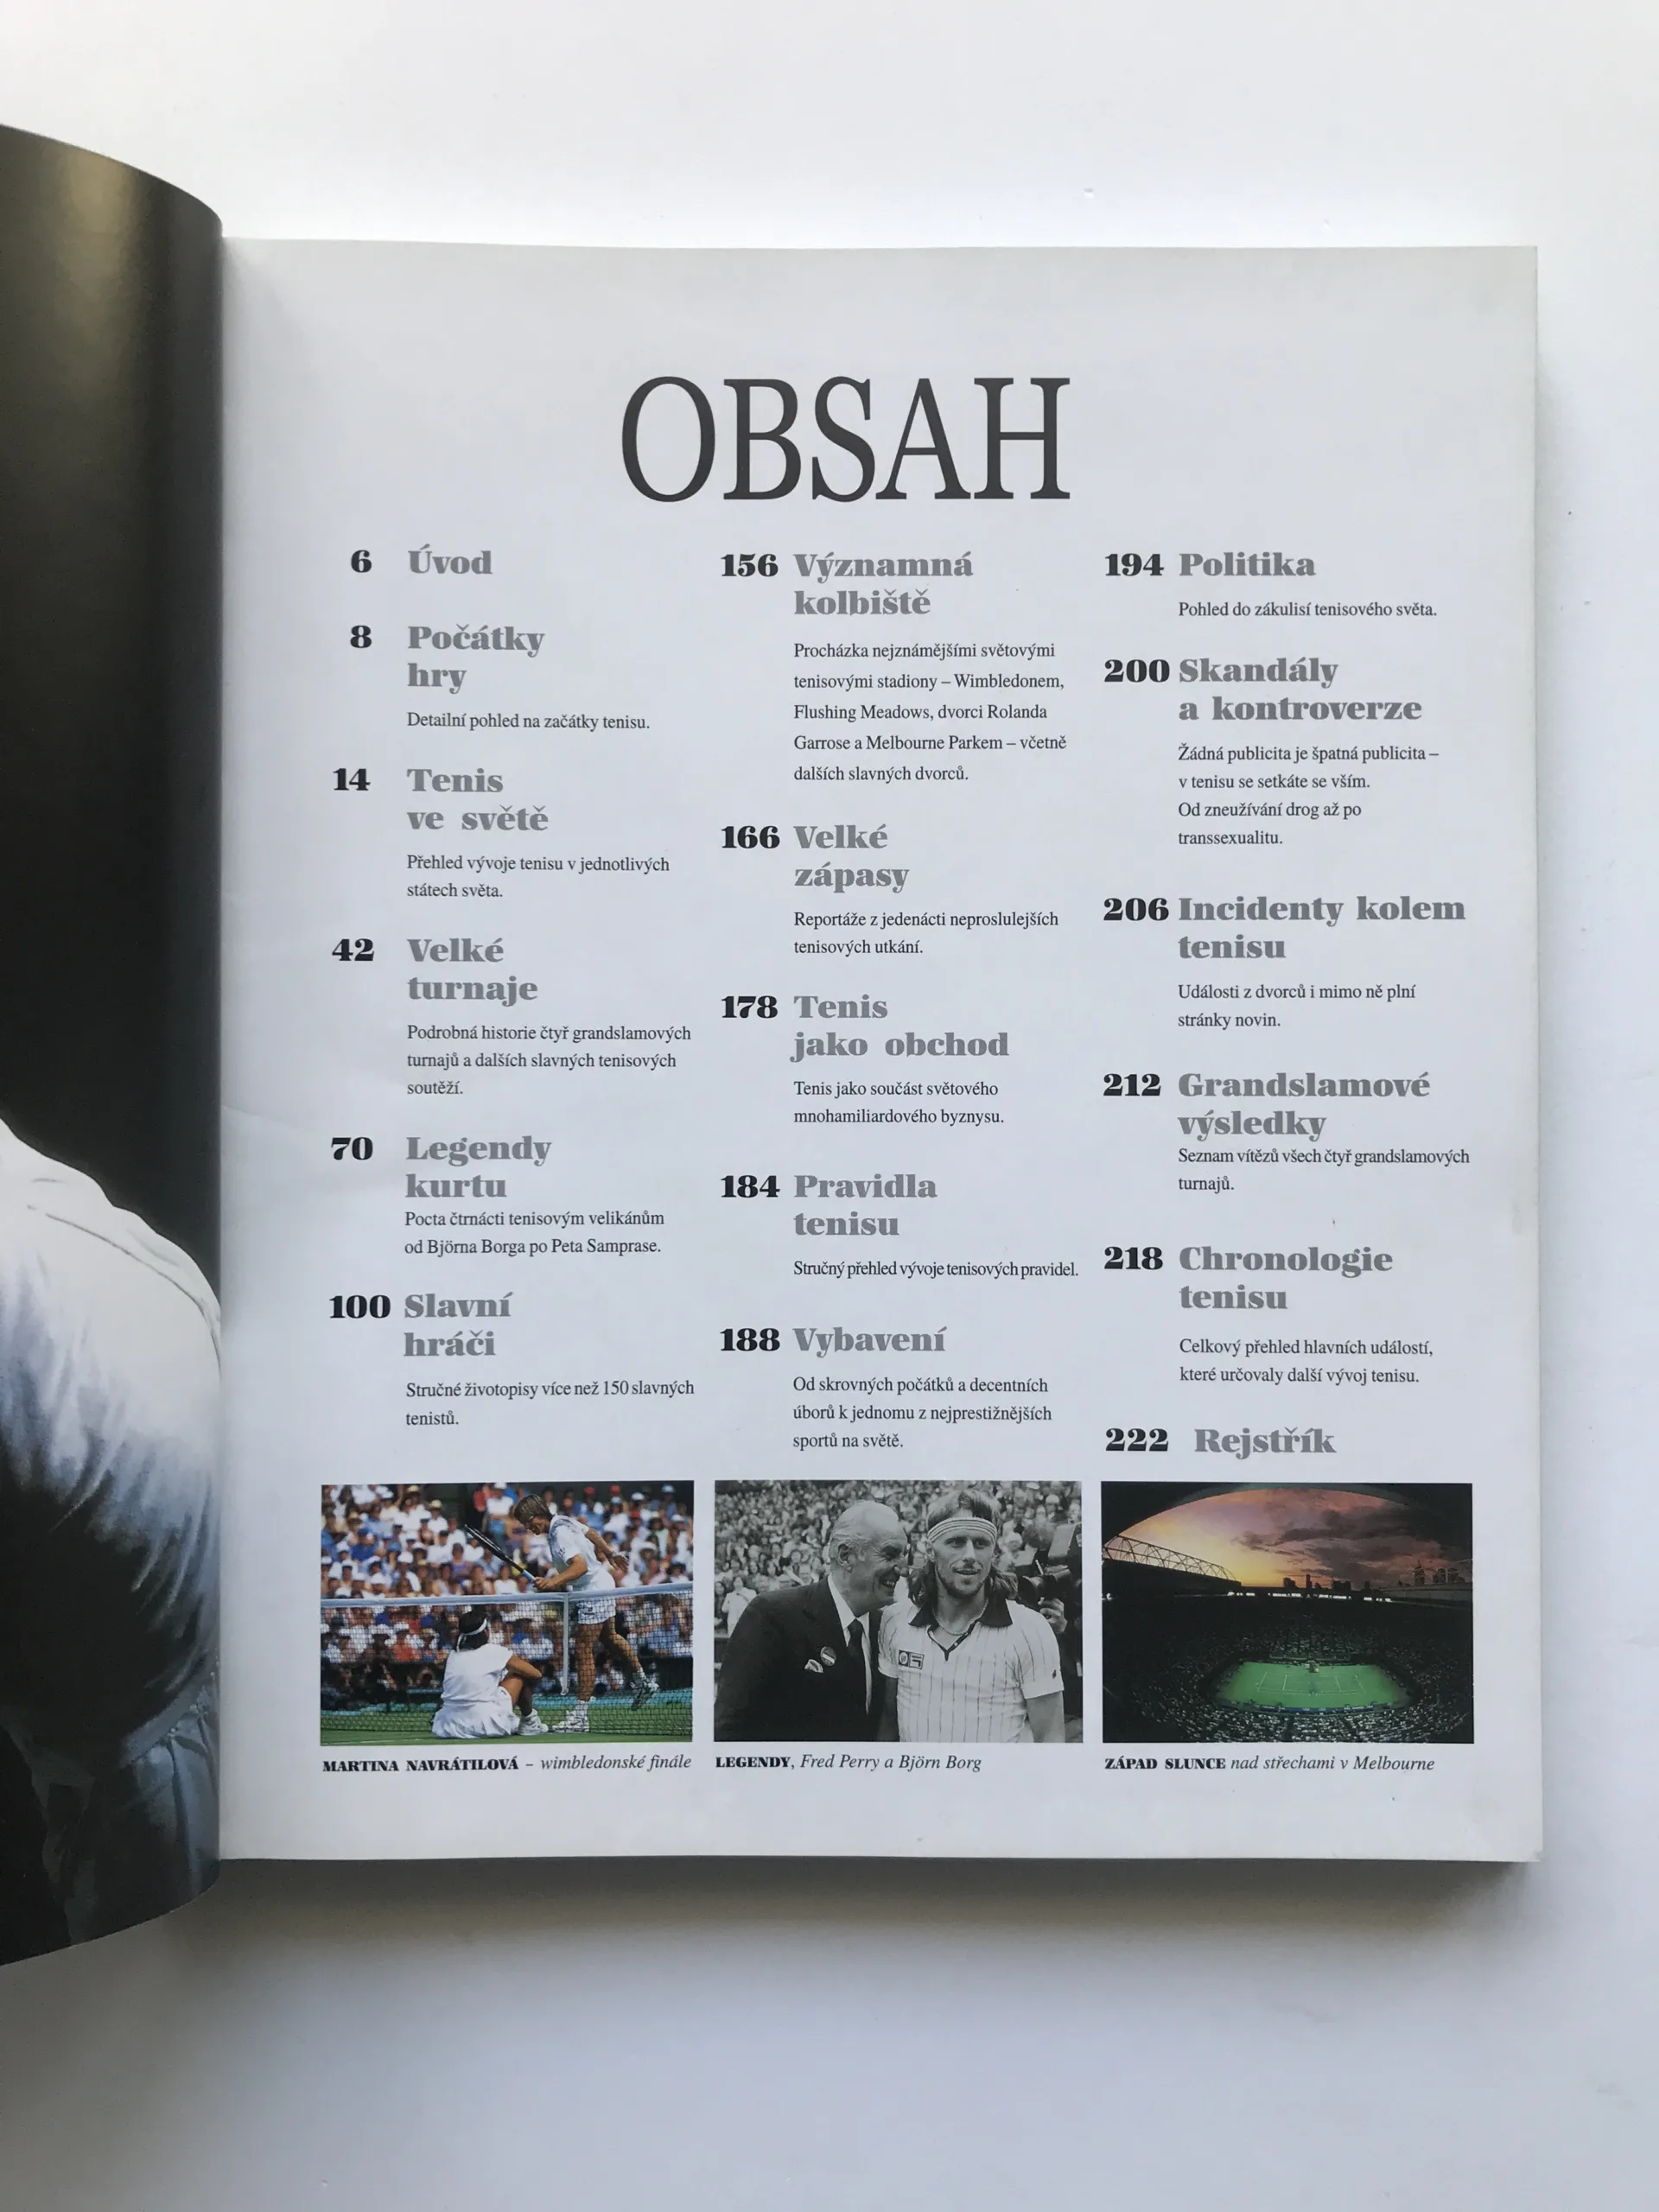 OBSAH
6 Úvod
8 Počátky
hry
Detailní pohled na začátky tenisu.
14 Tenis
ve světě
Přehled vývoje tenisu v jednotlivých
státech světa.
42 Velké
turnaje
Podrobná historie čtyř grandslamových
turnajů a dalších slavných tenisových
soutěží.
70 Legendy
kurtu
Pocta čtrnácti tenisovým velikánům
od Björna Borga po Peta Samprase.
100 Slavní
hráči
Stručné životopisy více než 150 slavných
tenistů.
156 Významná
kolbiště
Procházka nejznámějšími světovými
tenisovými stadiony – Wimbledonem,
Flushing Meadows, dvorci Rolanda
Garrose a Melbourne Parkem – včetně
dalších slavných dvorců.
166 Velké
zápasy
Reportáže z jedenácti neproslulejších
tenisových utkání.
178 Tenis
jako obchod
Tenis jako součást světového
mnohamiliardového byznysu.
184 Pravidla
tenisu
Stručný přehled vývoje tenisových pravidel.
188 Vybavení
Od skrovných počátků a decentních
úborů k jednomu z nejprestižnějších
sportů na světě.
194 Politika
Pohled do zákulisí tenisového světa.
200 Skandály
a kontroverze
Žádná publicita je špatná publicita –
v tenisu se setkáte se vším.
Od zneužívání drog až po
transsexualitu.
206 Incidenty kolem
tenisu
Události z dvorců i mimo ně plní
stránky novin.
212 Grandslamové
výsledky
Seznam vítězů všech čtyř grandslamových
turnajů.
218 Chronologie
tenisu
Celkový přehled hlavních událostí,
které určovaly další vývoj tenisu.
222 Rejstřík
MARTINA NAVRÁTILOVÁ – wimbledonské finále
LEGENDY, Fred Perry a Björn Borg
ZÁPAD SLUNCE nad střechami v Melbourne